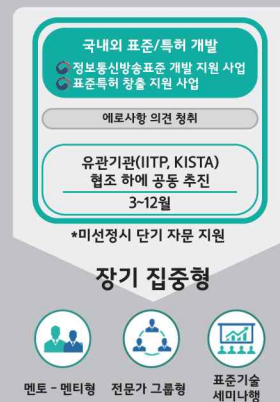 국내외 표준/특허 개발
정보통신방송표준 개발 지원 사업
표준특허 창출 지원 사업
애로사항 의견 청취
유관기관(IITP, KISTA)
협조 하에 공동 추진
3~12월
*미선정시 단기 자문 지원
장기 집중형
멘토 - 멘티형
전문가 그룹형
표준기술
세미나행